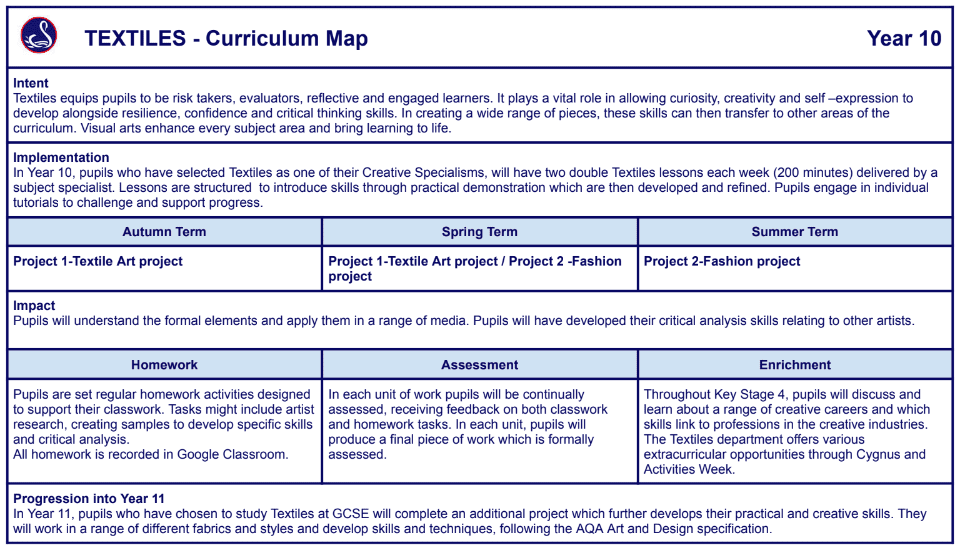 TEXTILES - Curriculum Map
Year 10
Intent
Textiles equips pupils to be risk takers, evaluators, reflective and engaged learners. It plays a vital role in allowing curiosity, creativity and self –expression to
develop alongside resilience, confidence and critical thinking skills. In creating a wide range of pieces, these skills can then transfer to other areas of the
curriculum. Visual arts enhance every subject area and bring learning to life.
Implementation
In Year 10, pupils who have selected Textiles as one of their Creative Specialisms, will have two double Textiles lessons each week (200 minutes) delivered by a
subject specialist. Lessons are structured  to introduce skills through practical demonstration which are then developed and refined. Pupils engage in individual
tutorials to challenge and support progress.
Autumn Term
Spring Term
Summer Term
Project 1-Textile Art project
Project 1-Textile Art project / Project 2 -Fashion
project
Project 2-Fashion project
Impact
Pupils will understand the formal elements and apply them in a range of media. Pupils will have developed their critical analysis skills relating to other artists.
Homework
Assessment
Enrichment
Pupils are set regular homework activities designed
to support their classwork. Tasks might include artist
research, creating samples to develop specific skills
and critical analysis.
All homework is recorded in Google Classroom.
In each unit of work pupils will be continually
assessed, receiving feedback on both classwork
and homework tasks. In each unit, pupils will
produce a final piece of work which is formally
assessed.
Throughout Key Stage 4, pupils will discuss and
learn about a range of creative careers and which
skills link to professions in the creative industries.
The Textiles department offers various
extracurricular opportunities through Cygnus and
Activities Week.
Progression into Year 11
In Year 11, pupils who have chosen to study Textiles at GCSE will complete an additional project which further develops their practical and creative skills. They
will work in a range of different fabrics and styles and develop skills and techniques, following the AQA Art and Design specification.